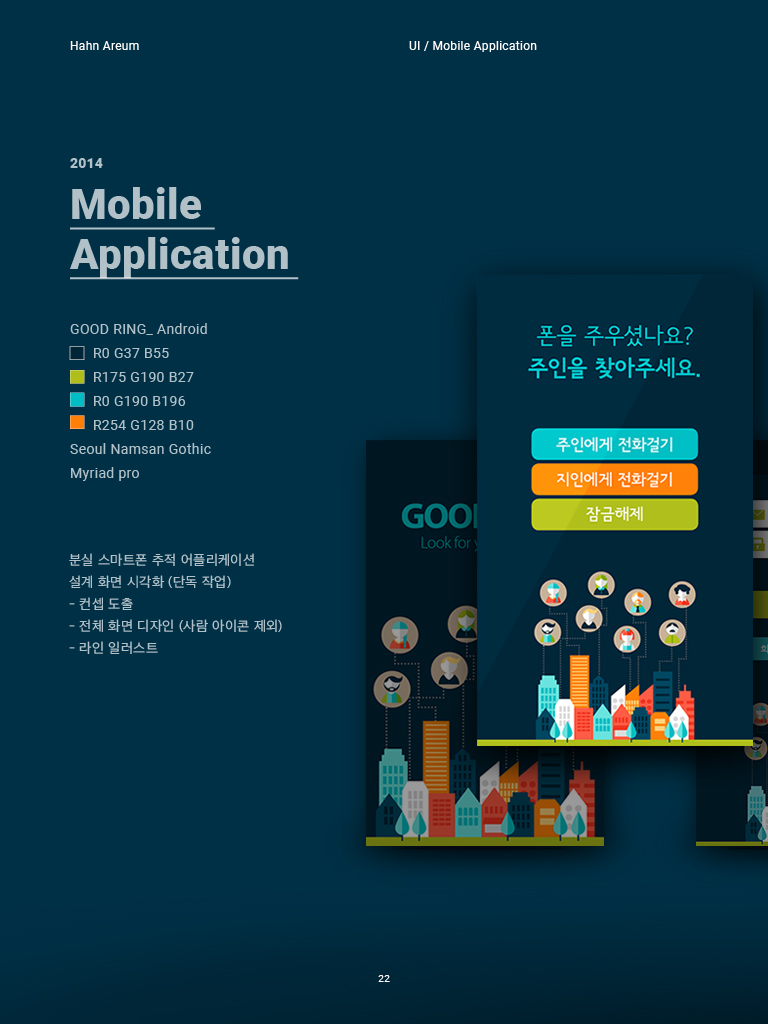 Hahn Areum
UI / Mobile Application
2014
Mobile
Application
GOOD RING_ Android
R0 G37 B55
R175 G190 B27
R0 G190 B196
R254 G128 B10
Seoul Namsan Gothic
Myriad pro
분실 스마트폰 추적 어플리케이션
설계 화면 시각화 (단독 작업)
- 컨셉 도출
- 전체 화면 디자인 (사람 아이콘 제외)
- 라인 일러스트
폰을 주우셨나요?
주인을 찾아주세요.
주인에게 전화걸기
지인에게 전화걸기
잠금해제
Look for
22